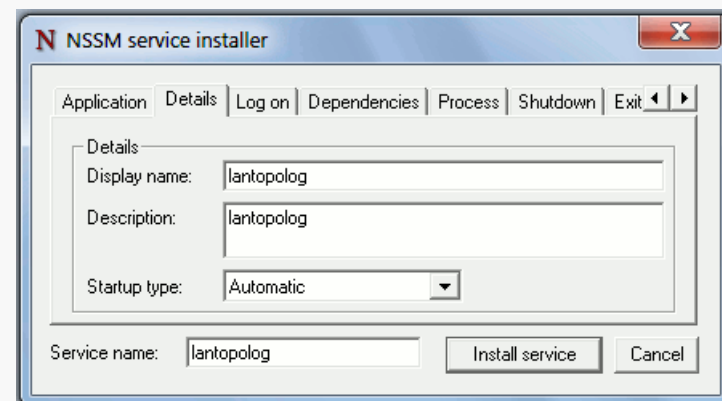 N NSSM service installer
X
Application Details Log on Dependencies Process Shutdown Exit
Details
Display name: lantopolog
Description: lantopolog
Startup type: Automatic
Service name: lantopolog Install service Cancel